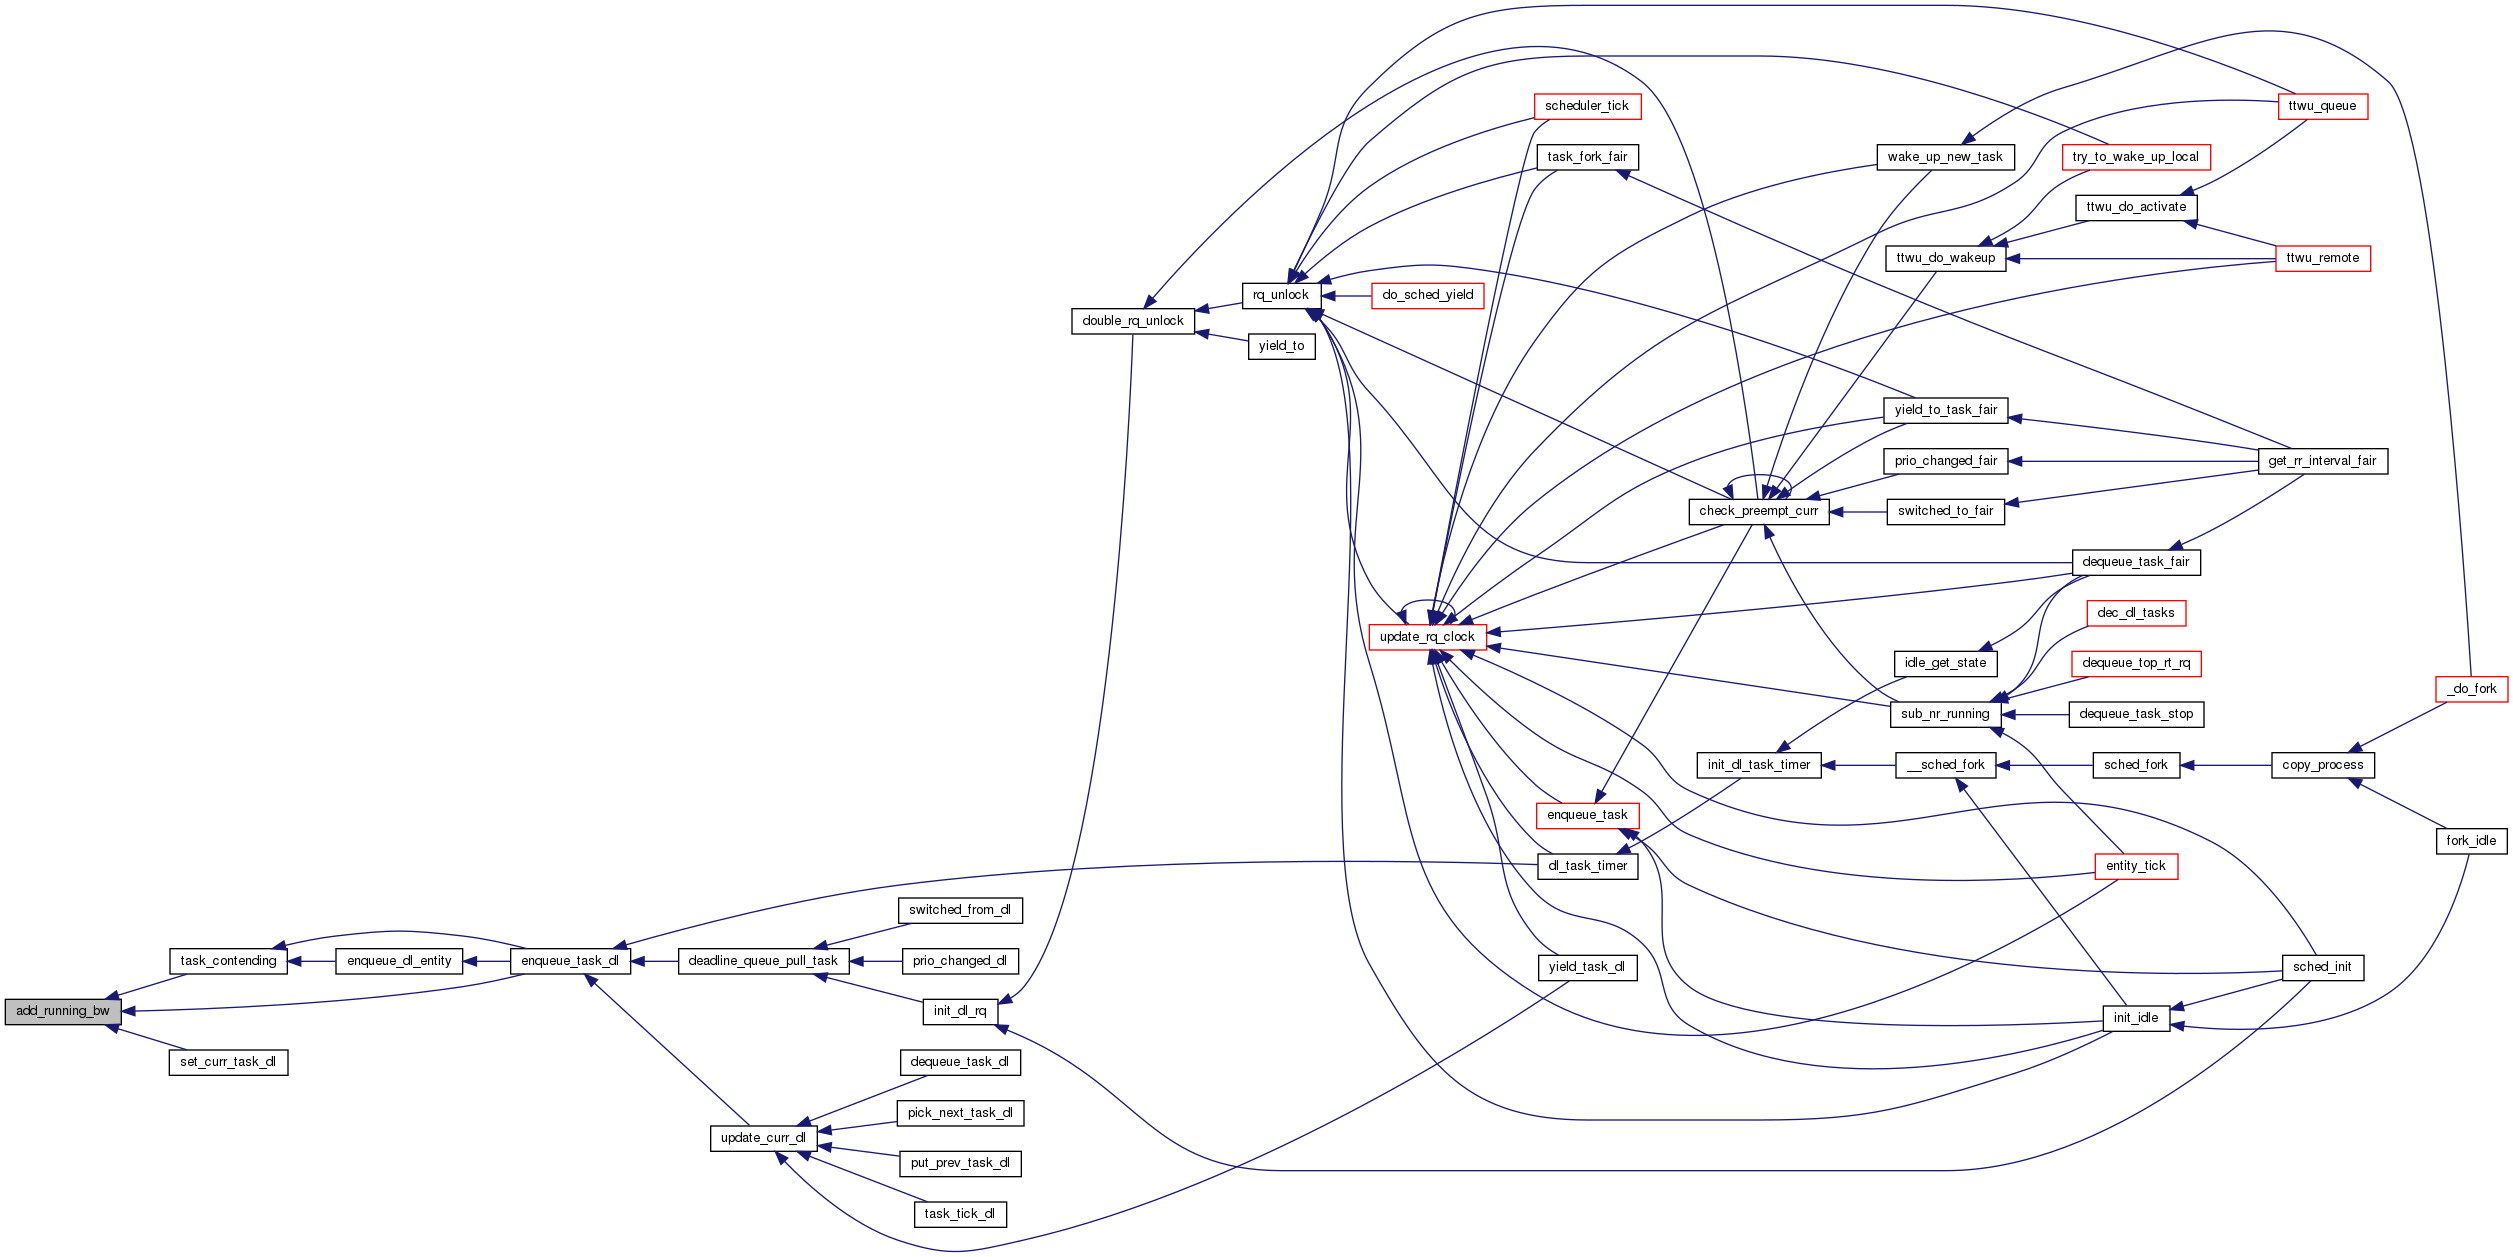 scheduler_tick
ttwu_queue
task_fork_fair
wake_up_new_task
try_to_wake_up_local
ttwu_do_activate
ttwu_do_wakeup
ttwu_remote
rq_unlock
do_sched_yield
double_rq_unlock
yield_to
yield_to_task_fair
prio_changed_fair
get_rr_interval_fair
check_preempt_curr
switched_to_fair
dequeue_task_fair
dec_dl_tasks
update_rq_clock
idle_get_state
dequeue_top_rt_rq
_do_fork
sub_nr_running
dequeue_task_stop
init_dl_task_timer
__sched_fork
sched_fork
copy_process
enqueue_task
fork_idle
dl_task_timer
entity_tick
switched_from_dl
task_contending
enqueue_dl_entity
enqueue_task_dl
deadline_queue_pull_task
prio_changed_dl
yield_task_dl
sched_init
add_running_bw
init_dl_rq
init_idle
set_curr_task_dl
dequeue_task_dl
pick_next_task_dl
update_curr_dl
put_prev_task_dl
task_tick_dl